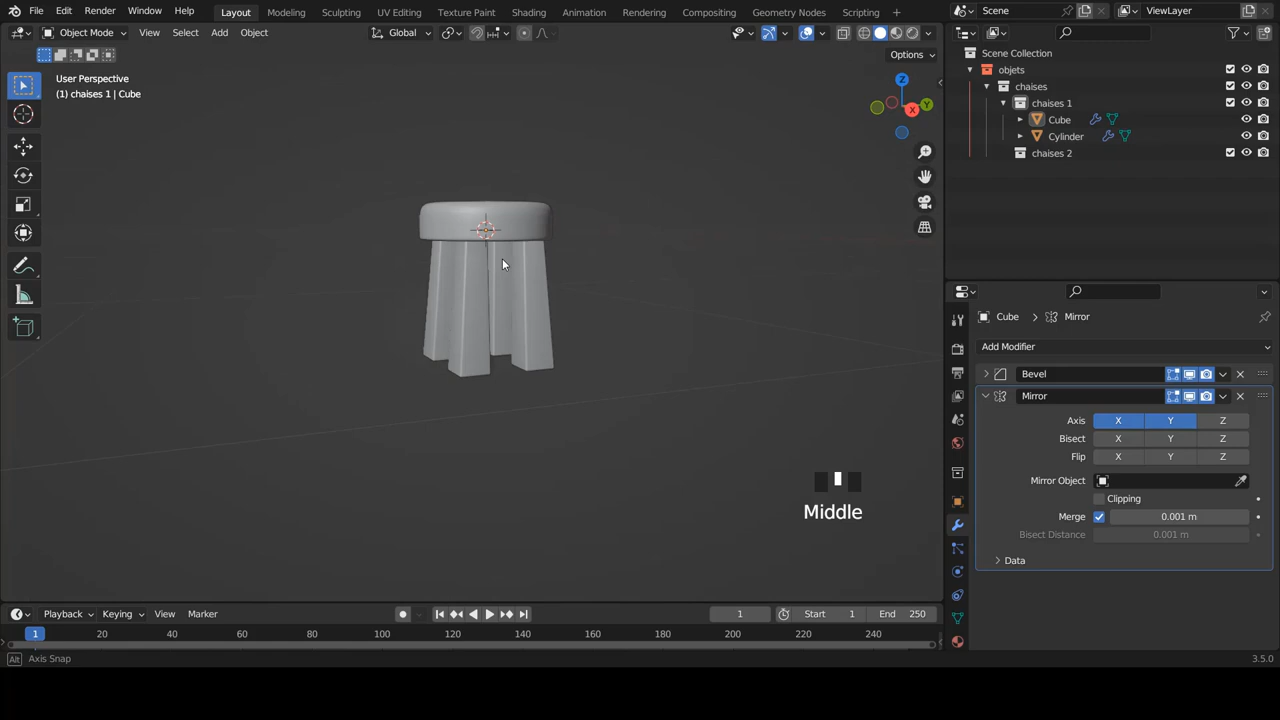 File Edit Render Window Help Layout Modeling Sculpting UV Editing Texture Paint Shading Animation Rendering Compositing Geometry Nodes Scripting + Scene ViewLayer
Object Mode View Select Add Object Global
Options
User Perspective
(1) chaises 1 | Cube
Z
Y
X
Scene Collection
objets
chaises
chaises 1
Cube
Cylinder
chaises 2
Cube > Mirror
Add Modifier
Bevel
Mirror
Axis X Y Z
Bisect X Y Z
Flip X Y Z
Mirror Object
Clipping
Merge 0.001 m
Bisect Distance 0.001 m
Data
Middle
Playback Keying View Marker 1 Start 1 End 250
1 20 40 60 80 100 120 140 160 180 200 220 240
Alt Axis Snap 3.5.0